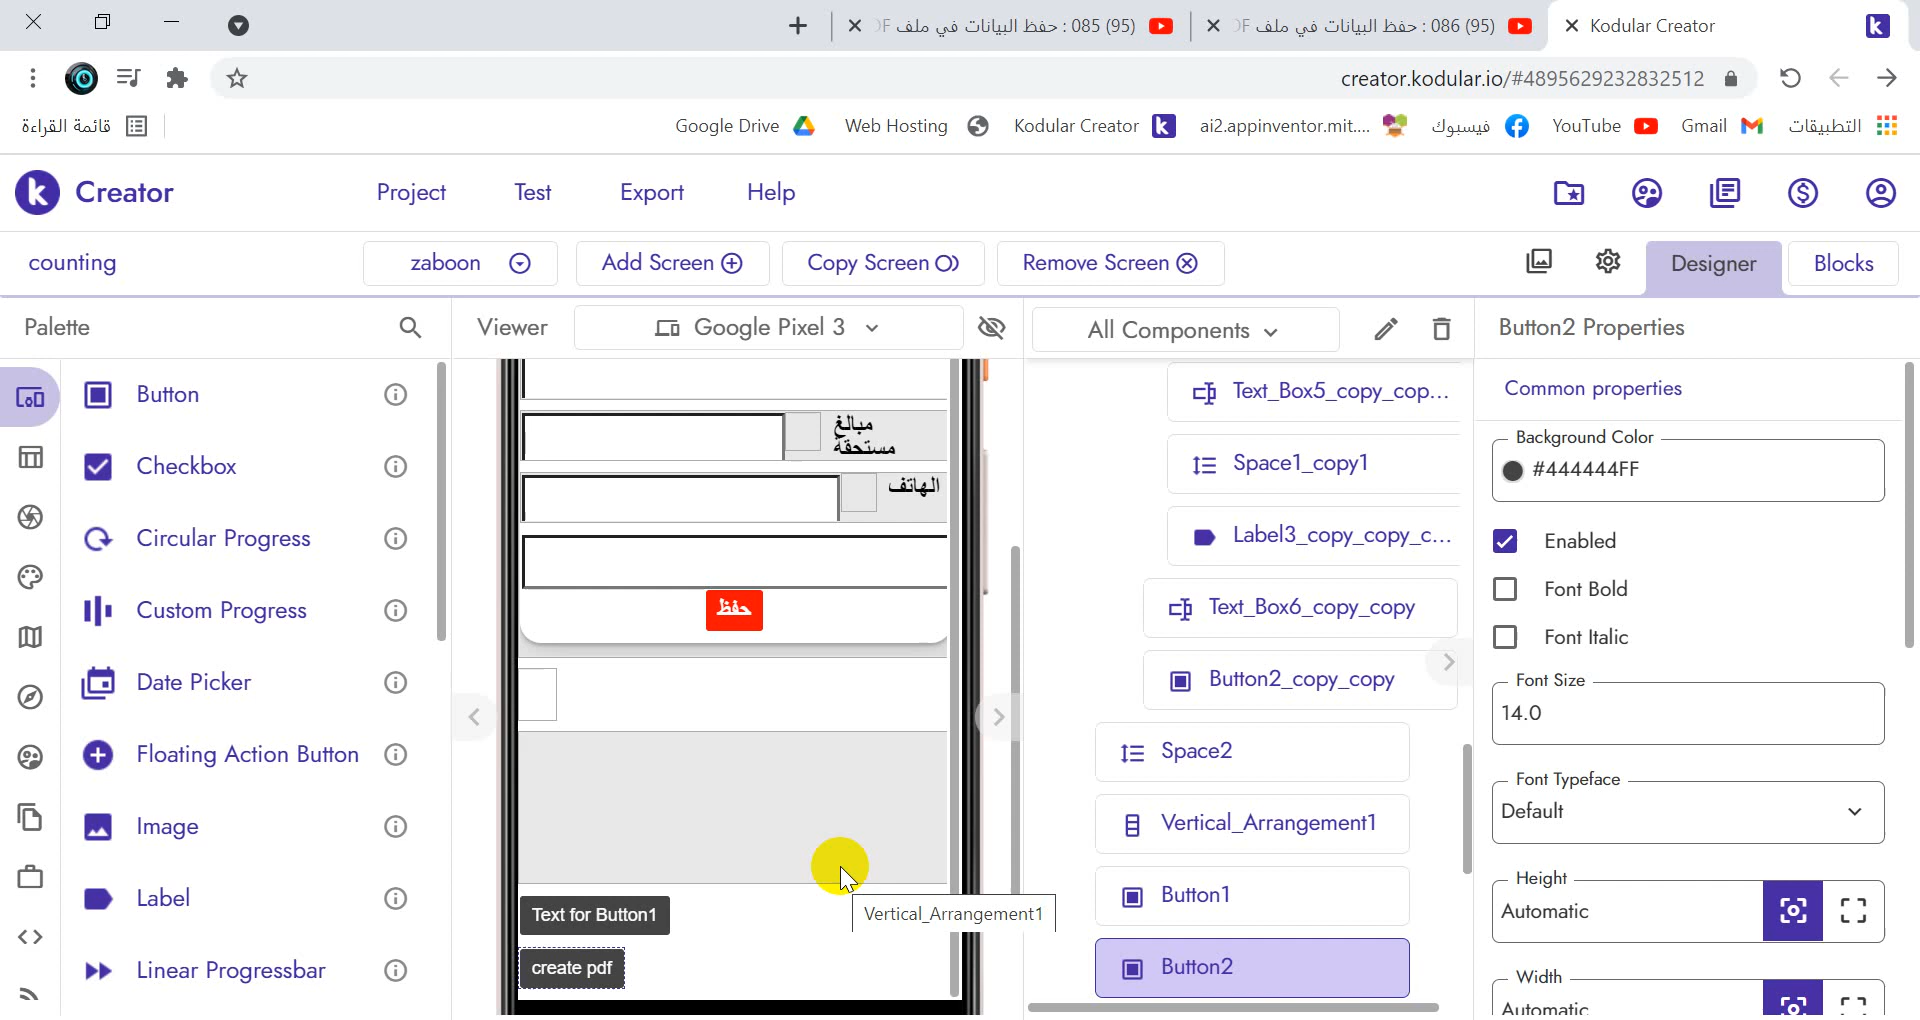 Kodular Creator
086 (95) : حفظ البيانات في ملف DF
085 (95) : حفظ البيانات في ملف DF
creator.kodular.io/#4895629232832512
قائمة القراءة
Google Drive
Web Hosting
Kodular Creator
ai2.appinventor.mit....
فيسبوك
YouTube
Gmail
التطبيقات
Creator
Project
Test
Export
Help
counting
zaboon
Add Screen
Copy Screen
Remove Screen
Designer
Blocks
Palette
Viewer
Google Pixel 3
All Components
Button2 Properties
Button
Checkbox
Circular Progress
Custom Progress
Date Picker
Floating Action Button
Image
Label
Linear Progressbar
مبالغ
مستحقة
الهاتف
حفظ
Text for Button1
create pdf
Vertical_Arrangement1
Text_Box5_copy_cop...
Space1_copy1
Label3_copy_copy_c...
Text_Box6_copy_copy
Button2_copy_copy
Space2
Vertical_Arrangement1
Button1
Button2
Common properties
Background Color
#444444FF
Enabled
Font Bold
Font Italic
Font Size
14.0
Font Typeface
Default
Height
Automatic
Width
Automatic